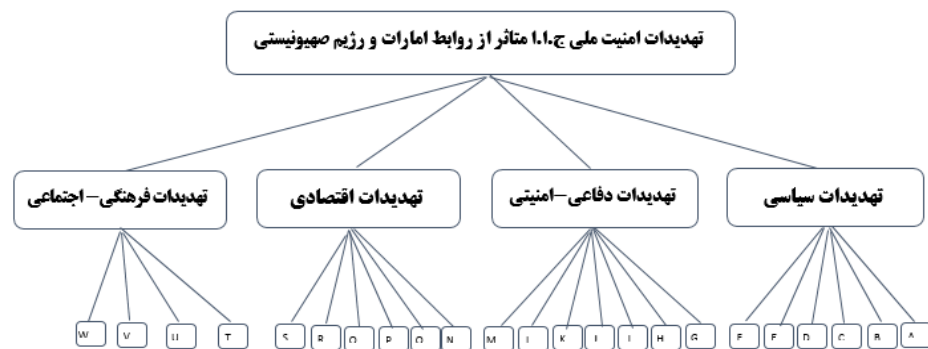 تهدیدات امنیت ملی ج.ا.ا متاثر از روابط امارات و رژیم صهیونیستی
تهدیدات سیاسی
تهدیدات دفاعی–امنیتی
تهدیدات اقتصادی
تهدیدات فرهنگی– اجتماعی
A B C D E F
G H I J K L M
N O P Q R S
T U V W